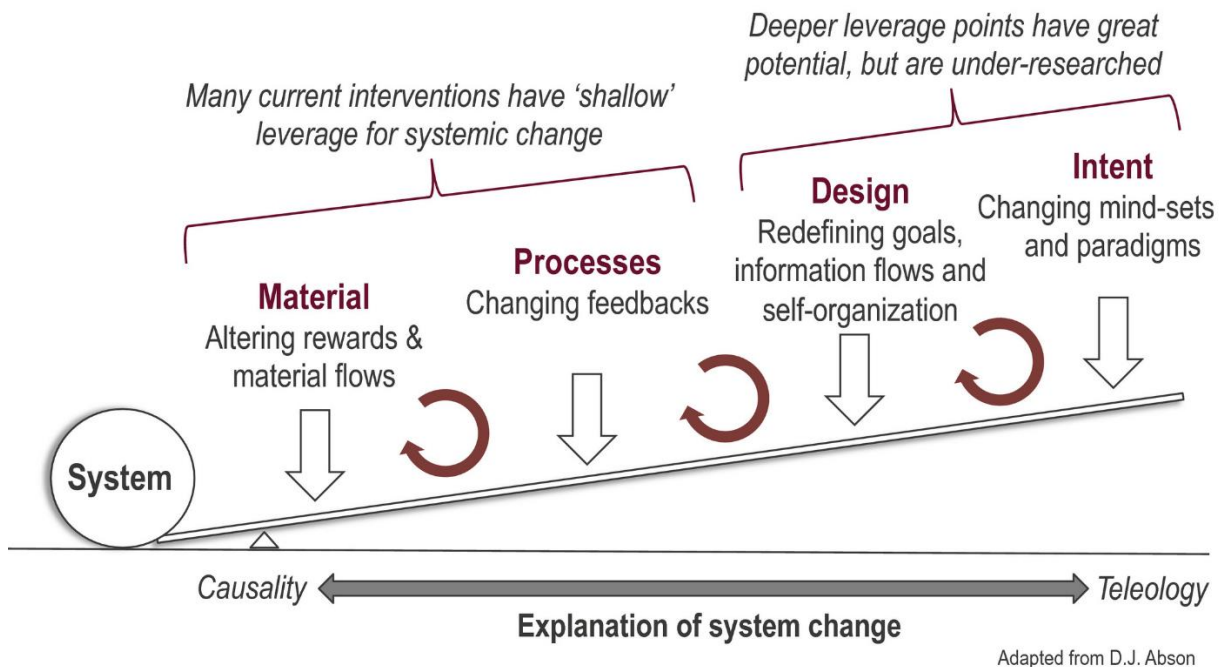 Many current interventions have ‘shallow’
leverage for systemic change
Deeper leverage points have great
potential, but are under-researched
Material
Altering rewards &
material flows
Processes
Changing feedbacks
Design
Redefining goals,
information flows and
self-organization
Intent
Changing mind-sets
and paradigms
System
Causality
Teleology
Explanation of system change
Adapted from D.J. Abson